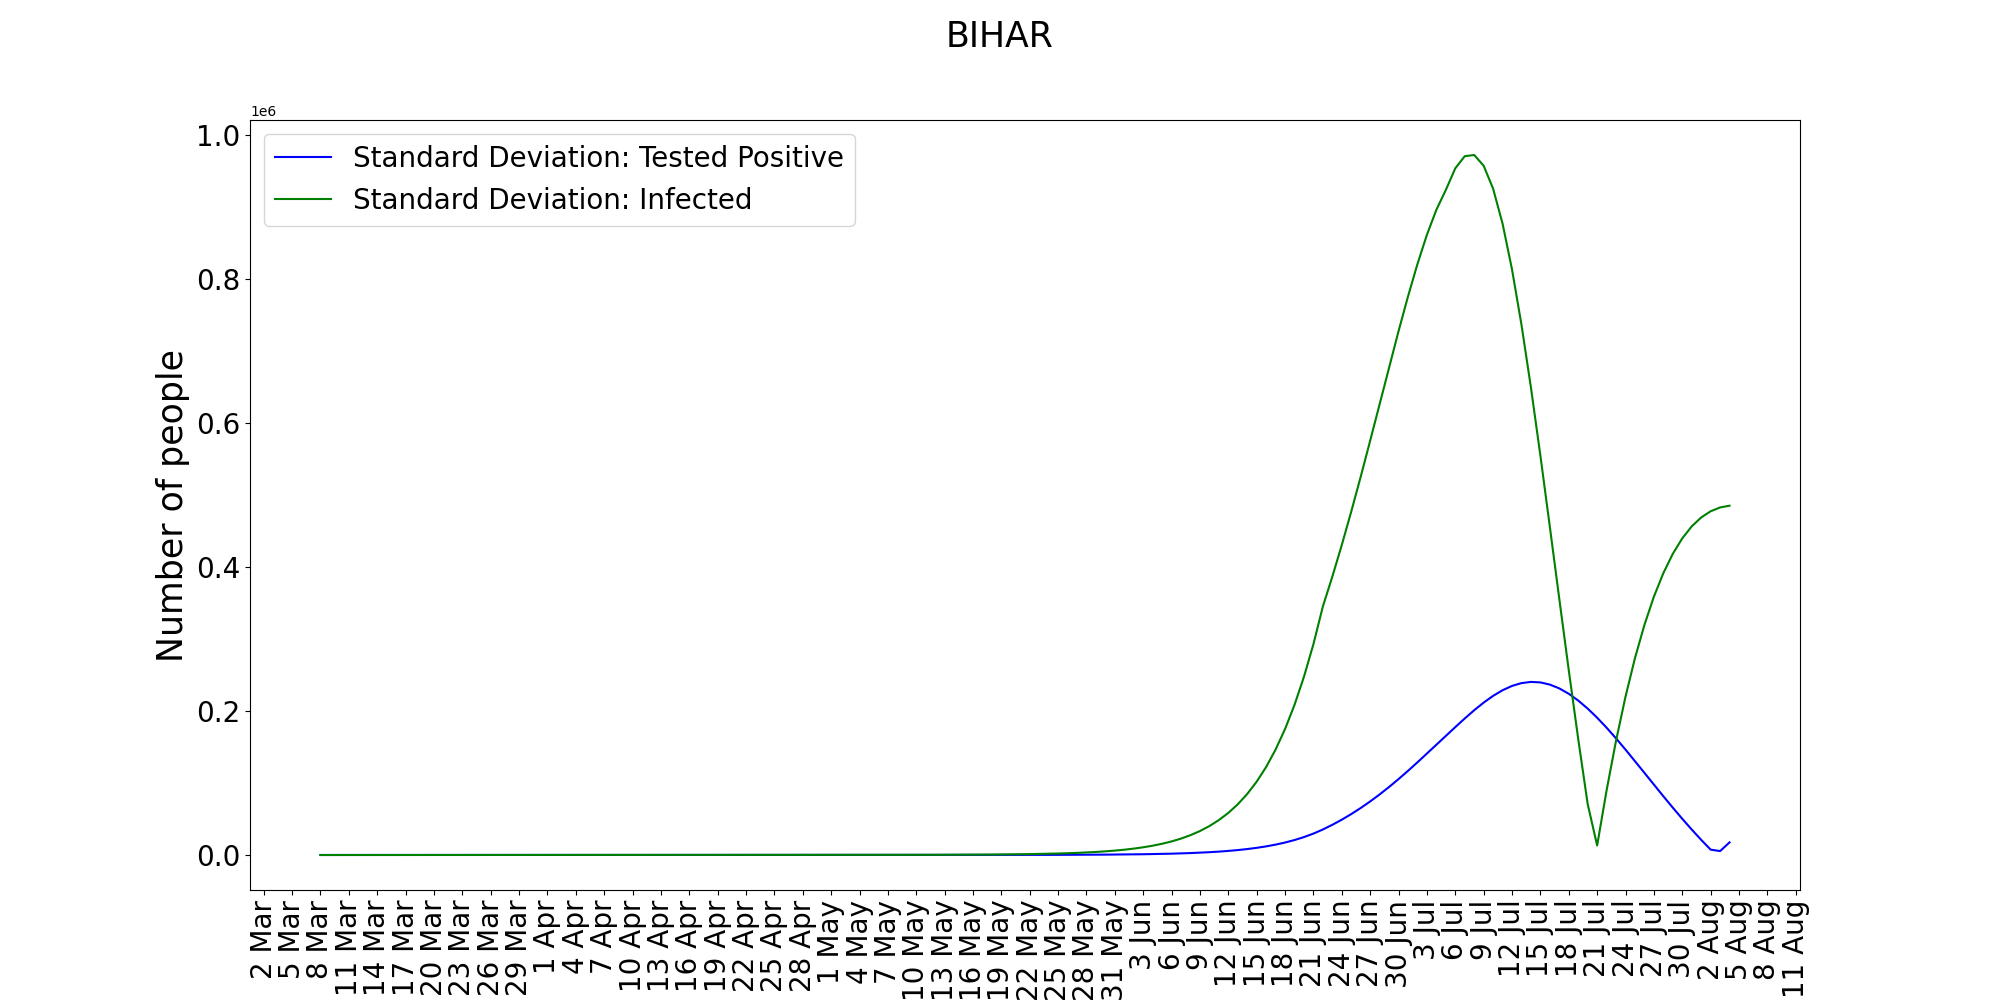 BIHAR
1e6
1.0
0.8
0.6
0.4
0.2
0.0
Number of people
Standard Deviation: Tested Positive
Standard Deviation: Infected
2 Mar
5 Mar
8 Mar
11 Mar
14 Mar
17 Mar
20 Mar
23 Mar
26 Mar
29 Mar
1 Apr
4 Apr
7 Apr
10 Apr
13 Apr
16 Apr
19 Apr
22 Apr
25 Apr
28 Apr
1 May
4 May
7 May
10 May
13 May
16 May
19 May
22 May
25 May
28 May
31 May
3 Jun
6 Jun
9 Jun
12 Jun
15 Jun
18 Jun
21 Jun
24 Jun
27 Jun
30 Jun
3 Jul
6 Jul
9 Jul
12 Jul
15 Jul
18 Jul
21 Jul
24 Jul
27 Jul
30 Jul
2 Aug
5 Aug
8 Aug
11 Aug